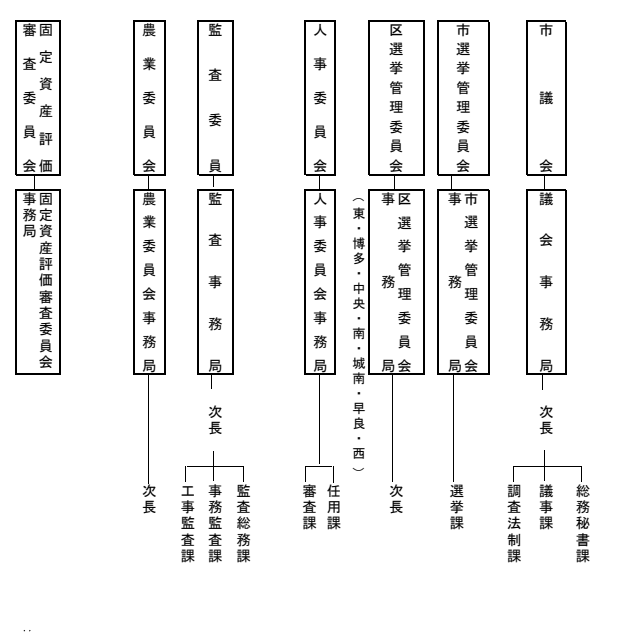 市議会
市選挙管理委員会
区選挙管理委員会
人事委員会
監査委員
農業委員会
固定資産評価
審査委員会
議会事務局
市選挙管理委員会
事務局
区選挙管理委員会
事務局
（東・博多・中央・南・城南・早良・西）
人事委員会事務局
監査事務局
農業委員会事務局
固定資産評価審査委員会
事務局
次長
次長
総務秘書課
議事課
調査法制課
選挙課
次長
任用課
審査課
監査総務課
事務監査課
工事監査課
次長